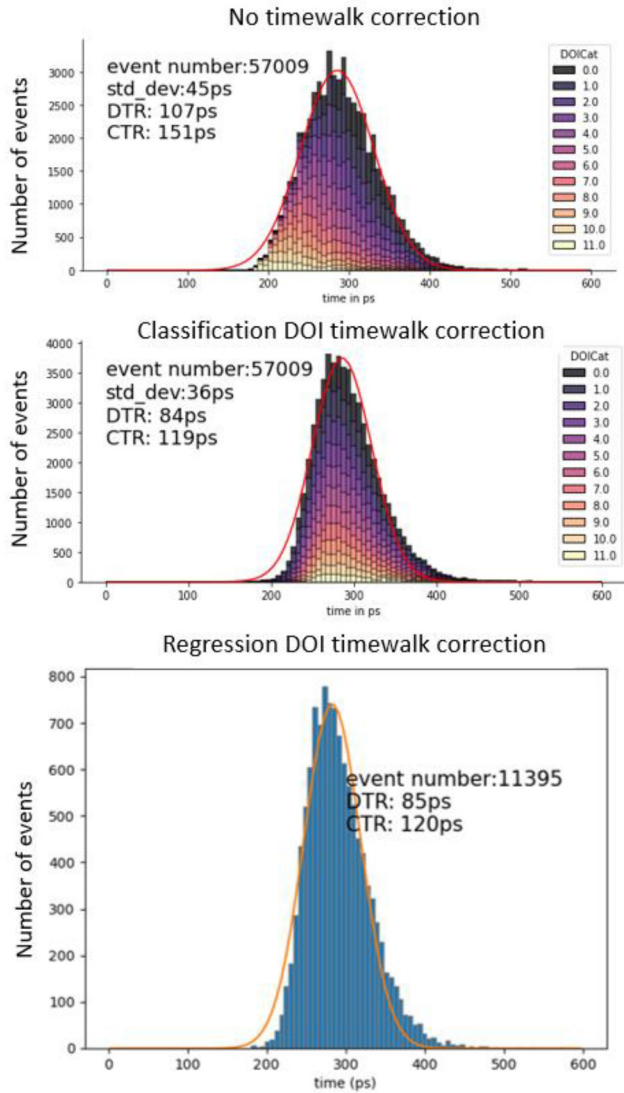 No timewalk correction
Number of events
3000
2500
2000
1500
1000
500
0
event number:57009
std_dev:45ps
DTR: 107ps
CTR: 151ps
DOICat
0.0
1.0
2.0
3.0
4.0
5.0
6.0
7.0
8.0
9.0
10.0
11.0
0 100 200 300 400 500 600
time in ps
Classification DOI timewalk correction
Number of events
4000
3500
3000
2500
2000
1500
1000
500
0
event number:57009
std_dev:36ps
DTR: 84ps
CTR: 119ps
DOICat
0.0
1.0
2.0
3.0
4.0
5.0
6.0
7.0
8.0
9.0
10.0
11.0
0 100 200 300 400 500 600
time in ps
Regression DOI timewalk correction
Number of events
800
700
600
500
400
300
200
100
0
event number:11395
DTR: 85ps
CTR: 120ps
0 100 200 300 400 500 600
time (ps)